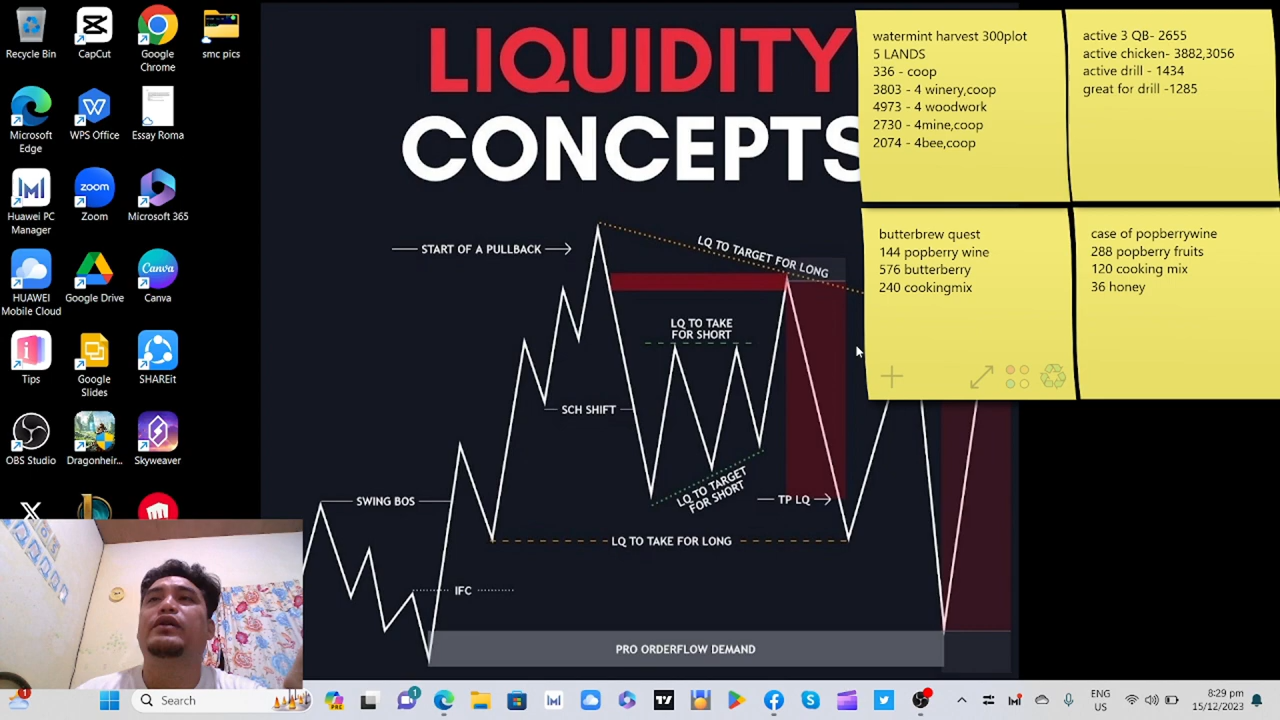 LIQUIDITY
CONCEPTS
START OF A PULLBACK
LQ TO TARGET FOR LONG
LQ TO TAKE
FOR SHORT
SCH SHIFT
LQ TO TARGET
FOR SHORT
TP LQ
SWING BOS
LQ TO TAKE FOR LONG
IFC
PRO ORDERFLOW DEMAND
watermint harvest 300plot
5 LANDS
336 - coop
3803 - 4 winery,coop
4973 - 4 woodwork
2730 - 4mine,coop
2074 - 4bee,coop
active 3 QB- 2655
active chicken- 3882,3056
active drill - 1434
great for drill -1285
butterbrew quest
144 popberry wine
576 butterberry
240 cookingmix
case of popberrywine
288 popberry fruits
120 cooking mix
36 honey
Recycle Bin
CapCut
Google
Chrome
smc pics
Microsoft
Edge
WPS Office
Essay Roma
Huawei PC
Manager
Zoom
Microsoft 365
HUAWEI
Mobile Cloud
Google Drive
Canva
Tips
Google
Slides
SHAREit
OBS Studio
Dragonheir...
Skyweaver
zoom
Canva
Search
ENG
US
8:29 pm
15/12/2023